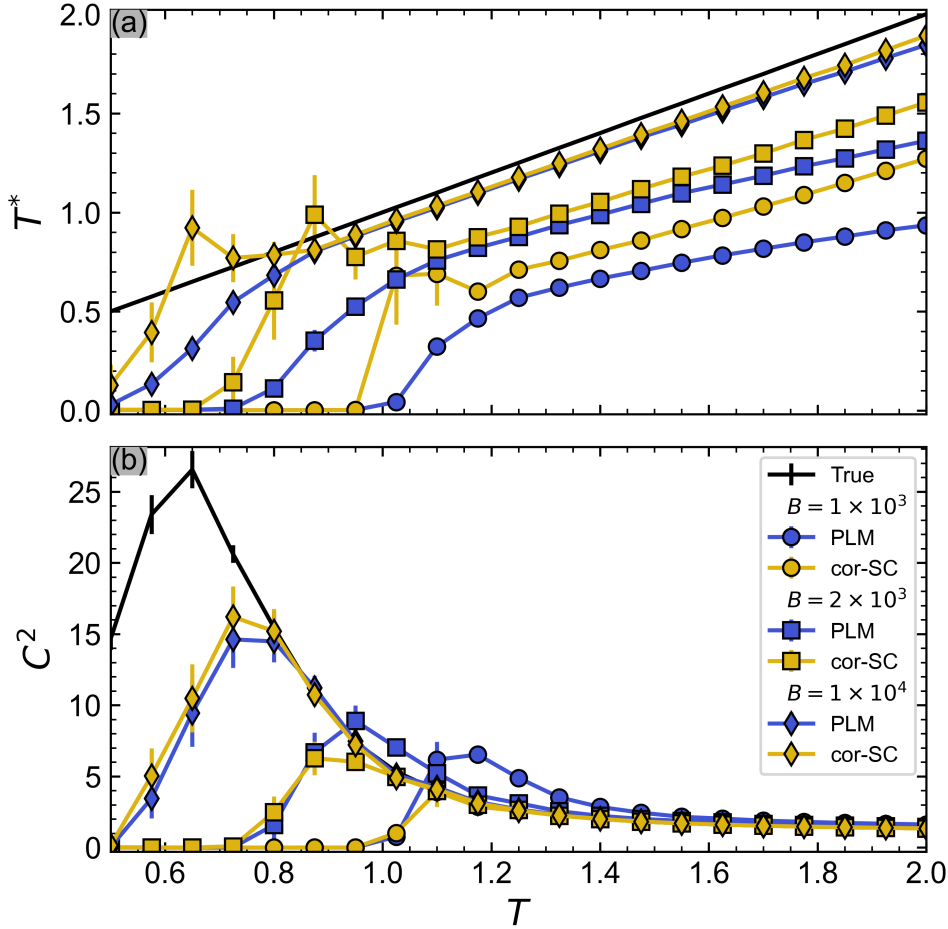 (a)
2.0
1.5
1.0
0.5
0.0
T*
(b)
25
20
15
10
5
0
C²
True
B = 1 × 10³
PLM
cor-SC
B = 2 × 10³
PLM
cor-SC
B = 1 × 10⁴
PLM
cor-SC
0.6 0.8 1.0 1.2 1.4 1.6 1.8 2.0
T